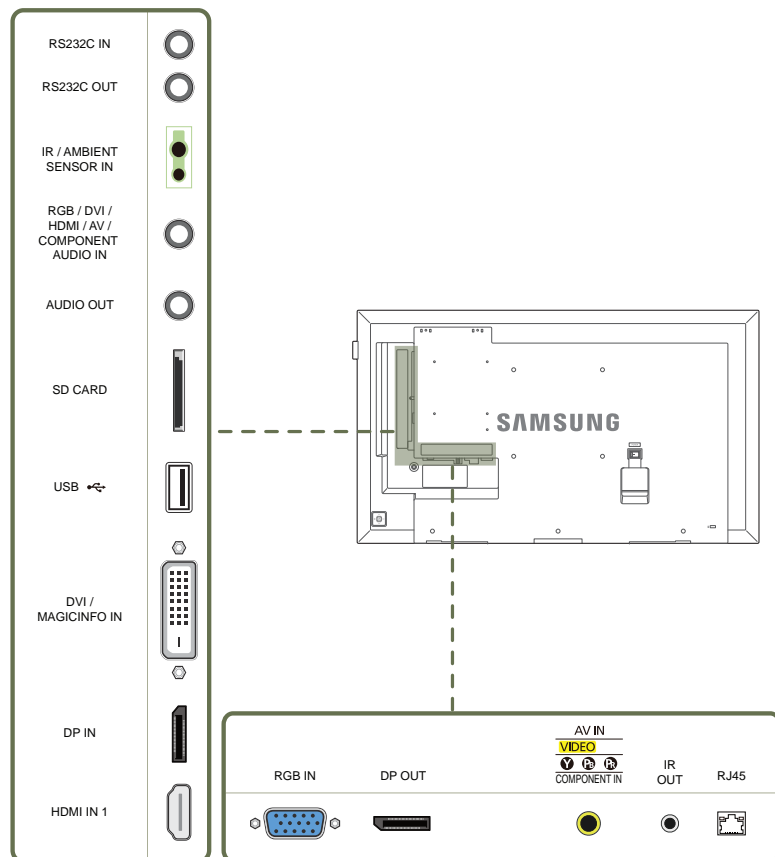 RS232C IN
RS232C OUT
IR / AMBIENT
SENSOR IN
RGB / DVI /
HDMI / AV /
COMPONENT
AUDIO IN
AUDIO OUT
SD CARD
USB
DVI /
MAGICINFO IN
DP IN
HDMI IN 1
SAMSUNG
RGB IN
DP OUT
AV IN
VIDEO
Y PB PR
COMPONENT IN
IR
OUT
RJ45